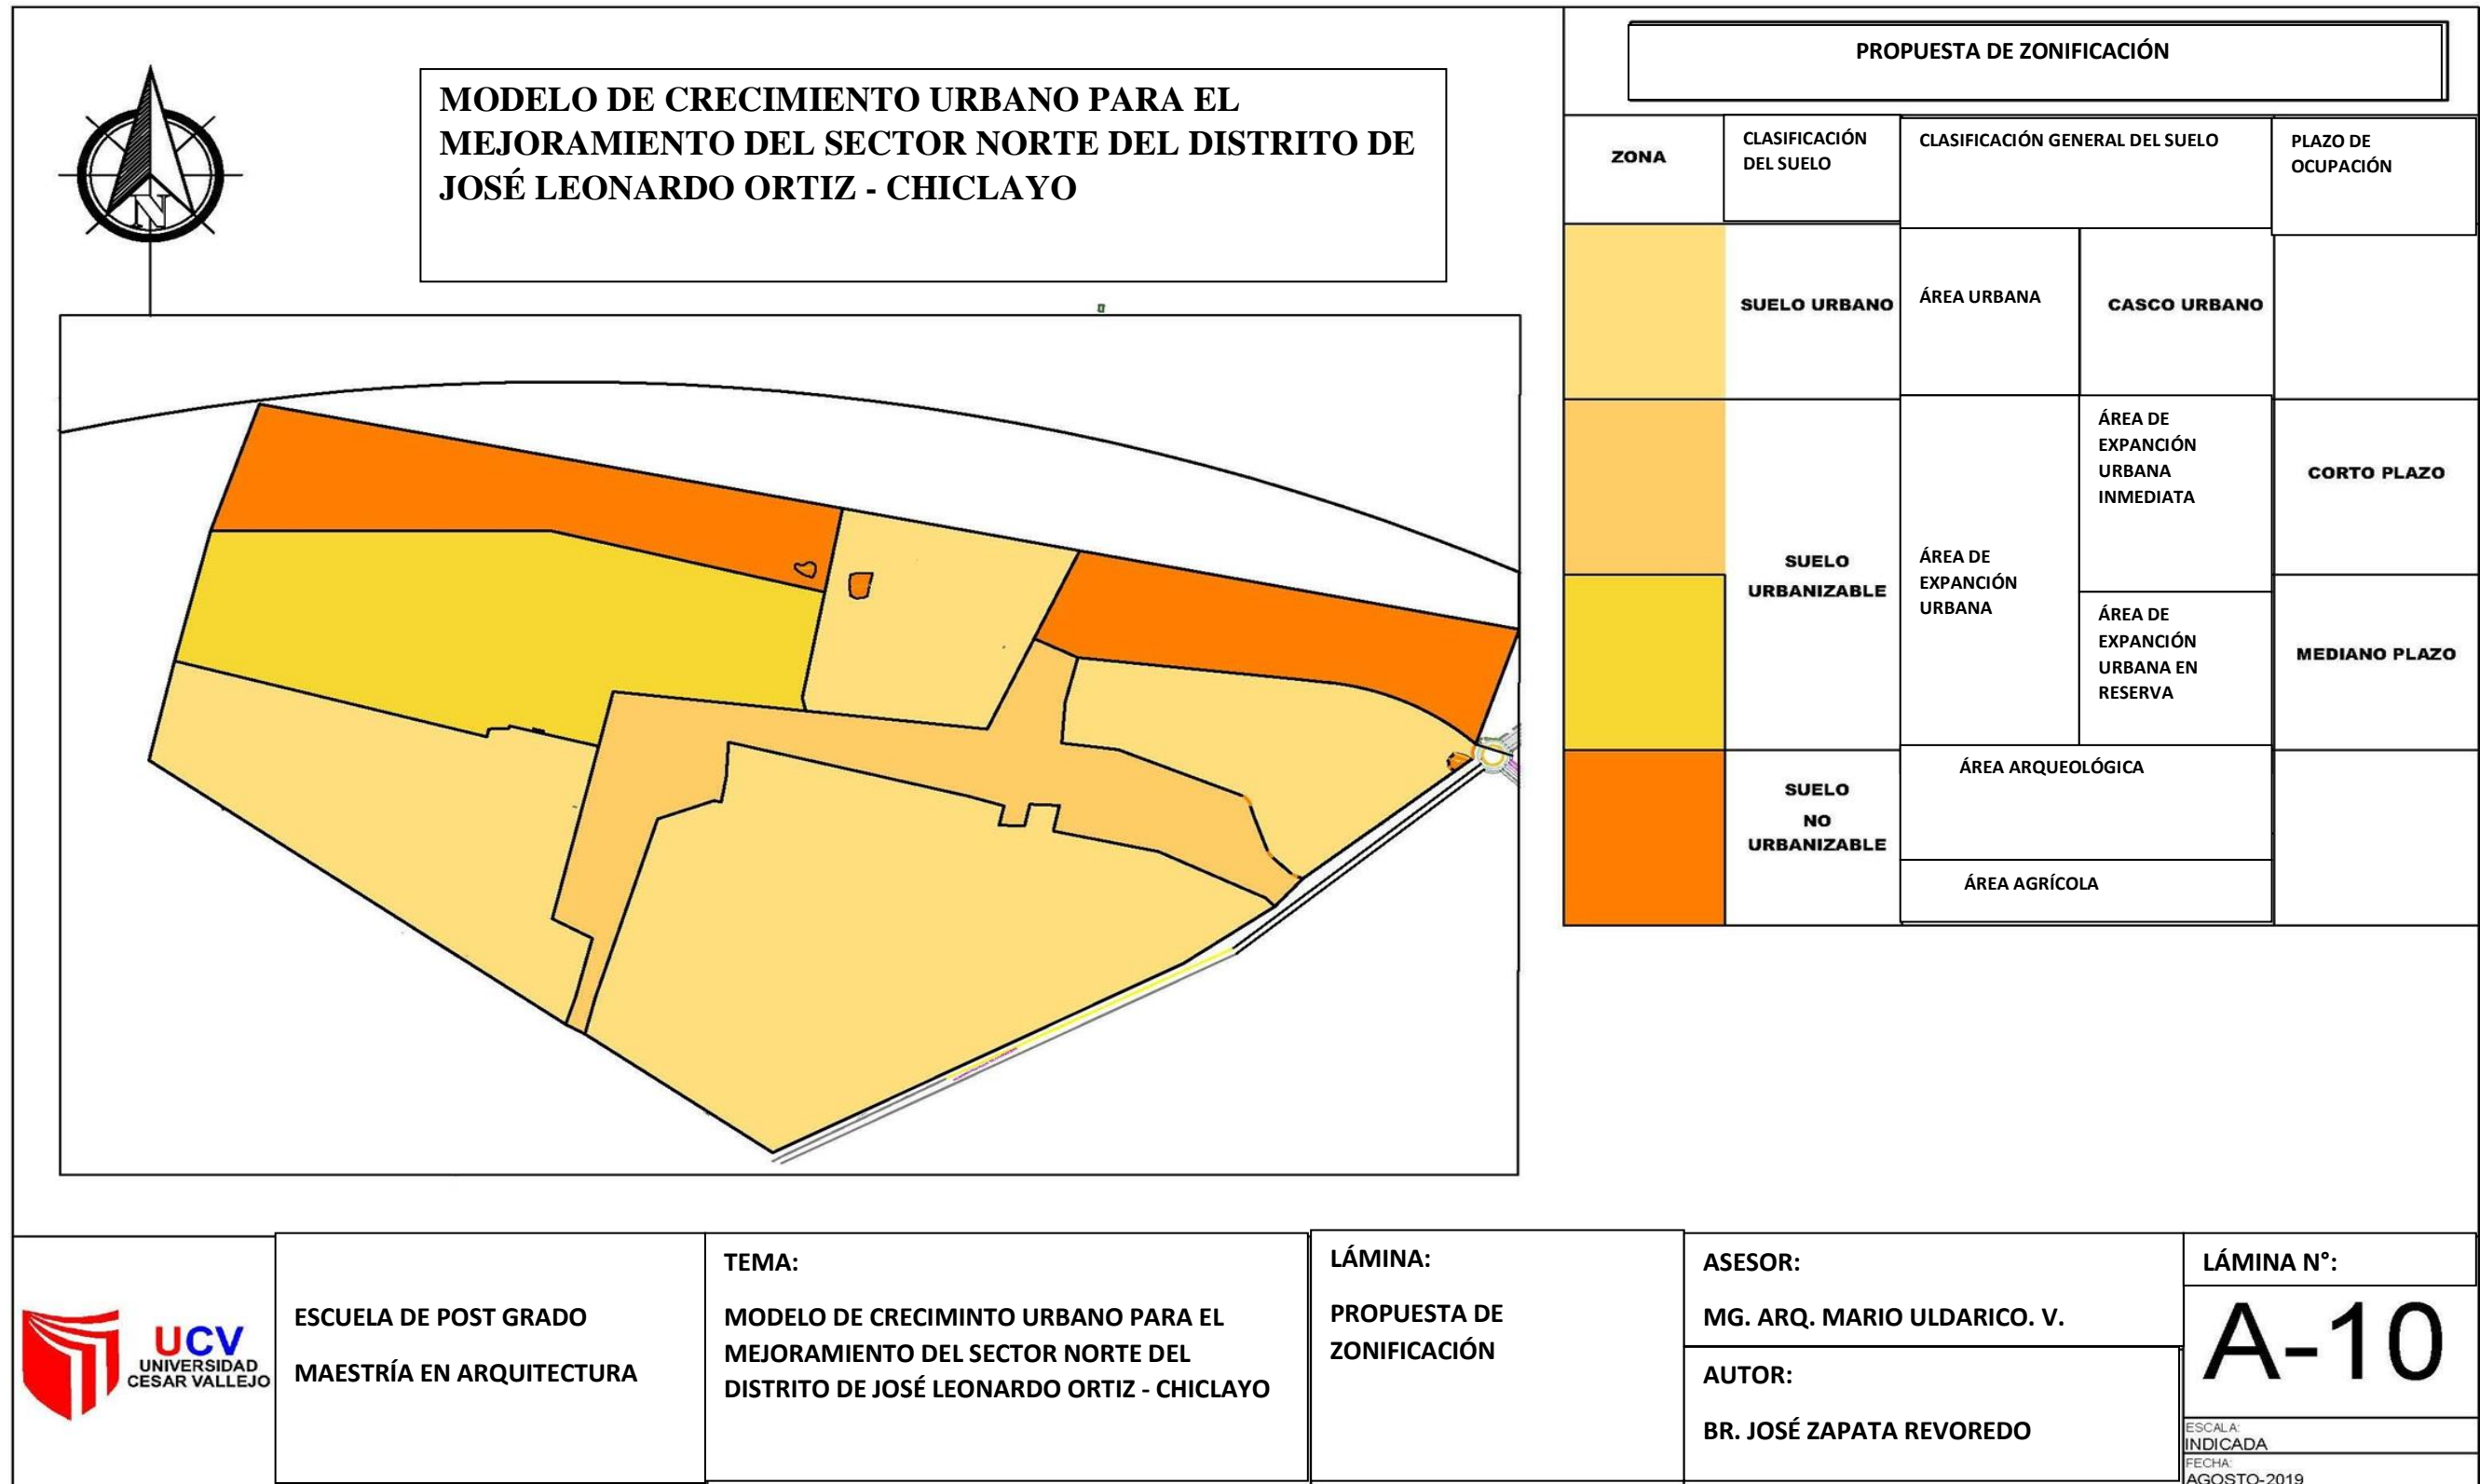 MODELO DE CRECIMIENTO URBANO PARA EL
MEJORAMIENTO DEL SECTOR NORTE DEL DISTRITO DE
JOSÉ LEONARDO ORTIZ - CHICLAYO
N
PROPUESTA DE ZONIFICACIÓN
ZONA
CLASIFICACIÓN
DEL SUELO
CLASIFICACIÓN GENERAL DEL SUELO
PLAZO DE
OCUPACIÓN
SUELO URBANO
ÁREA URBANA
CASCO URBANO
SUELO
URBANIZABLE
ÁREA DE
EXPANCIÓN
URBANA
ÁREA DE
EXPANCIÓN
URBANA
INMEDIATA
CORTO PLAZO
ÁREA DE
EXPANCIÓN
URBANA EN
RESERVA
MEDIANO PLAZO
SUELO
NO
URBANIZABLE
ÁREA ARQUEOLÓGICA
ÁREA AGRÍCOLA
UCV
UNIVERSIDAD
CESAR VALLEJO
ESCUELA DE POST GRADO
MAESTRÍA EN ARQUITECTURA
TEMA:
MODELO DE CRECIMINTO URBANO PARA EL
MEJORAMIENTO DEL SECTOR NORTE DEL
DISTRITO DE JOSÉ LEONARDO ORTIZ - CHICLAYO
LÁMINA:
PROPUESTA DE
ZONIFICACIÓN
ASESOR:
MG. ARQ. MARIO ULDARICO. V.
AUTOR:
BR. JOSÉ ZAPATA REVOREDO
LÁMINA N°:
A-10
ESCALA:
INDICADA
FECHA:
AGOSTO-2019